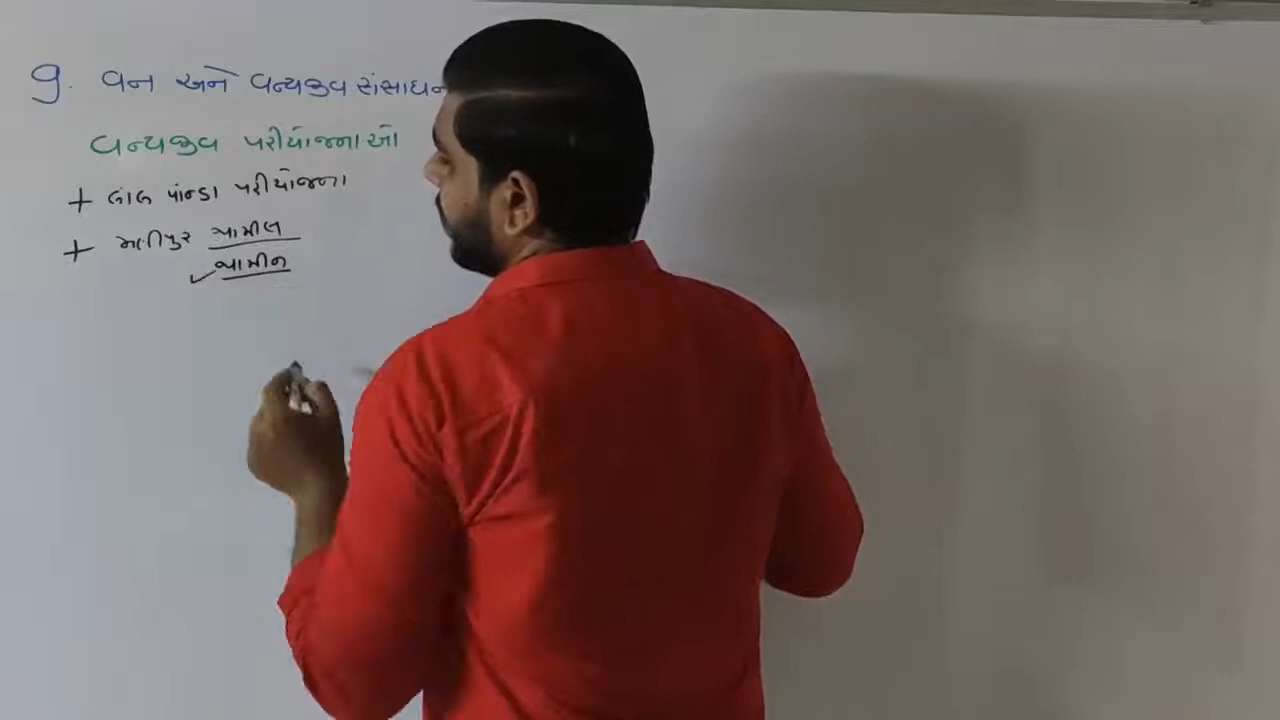 9. વન અને વન્યજીવ સંસાધન
વન્યજીવ પરીયોજનાઓ
+ લાલ પાંન્ડા પરીયોજના
+ મણીપુર થામીલ
✓ થામીન